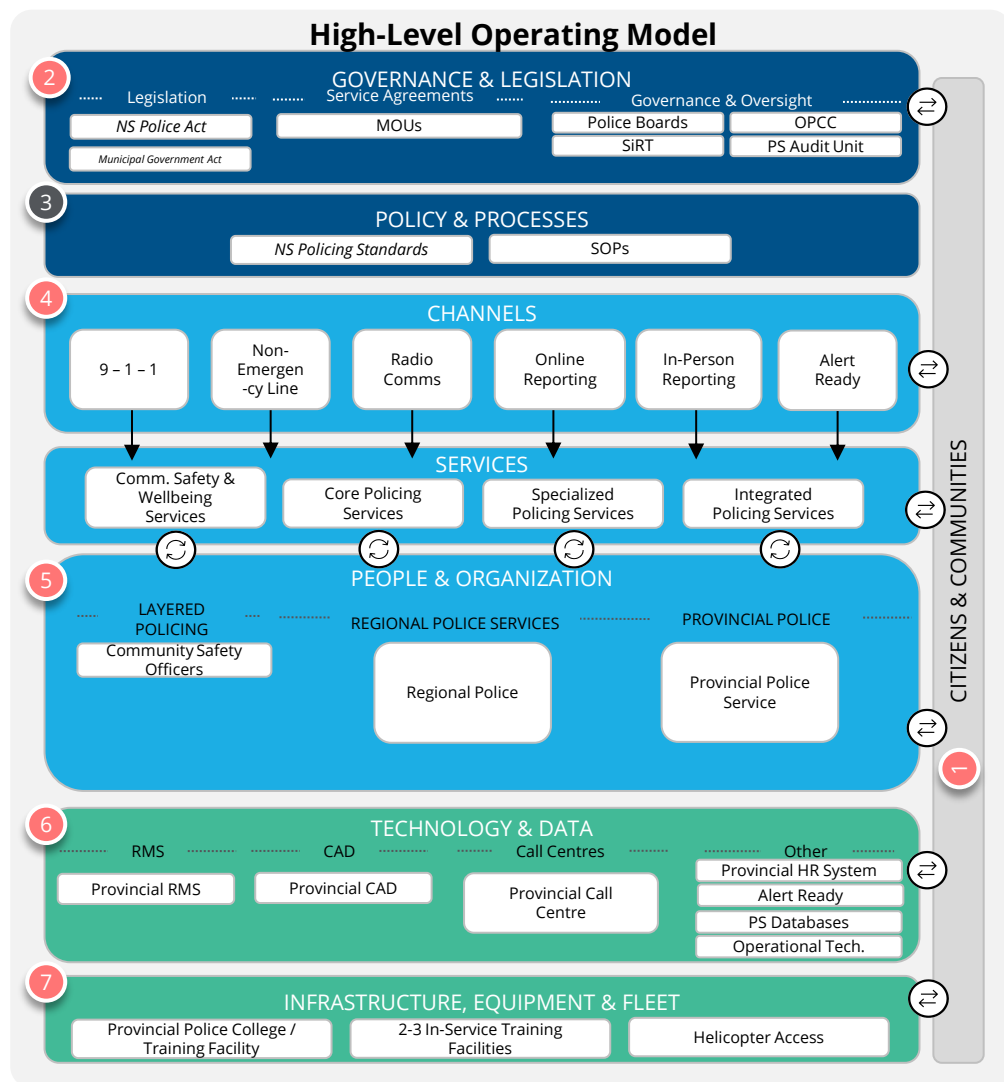 High-Level Operating Model
2
GOVERNANCE & LEGISLATION
Legislation
Service Agreements
Governance & Oversight
NS Police Act
MOUs
Police Boards
OPCC
Municipal Government Act
SiRT
PS Audit Unit
3
POLICY & PROCESSES
NS Policing Standards
SOPs
4
CHANNELS
9 – 1 – 1
Non-
Emergen
-cy Line
Radio
Comms
Online
Reporting
In-Person
Reporting
Alert
Ready
SERVICES
Comm. Safety &
Wellbeing
Services
Core Policing
Services
Specialized
Policing Services
Integrated
Policing Services
5
PEOPLE & ORGANIZATION
LAYERED
POLICING
REGIONAL POLICE SERVICES
PROVINCIAL POLICE
Community Safety
Officers
Regional Police
Provincial Police
Service
6
TECHNOLOGY & DATA
RMS
CAD
Call Centres
Other
Provincial RMS
Provincial CAD
Provincial Call
Centre
Provincial HR System
Alert Ready
PS Databases
Operational Tech.
7
INFRASTRUCTURE, EQUIPMENT & FLEET
Provincial Police College /
Training Facility
2-3 In-Service Training
Facilities
Helicopter Access
CITIZENS & COMMUNITIES
1